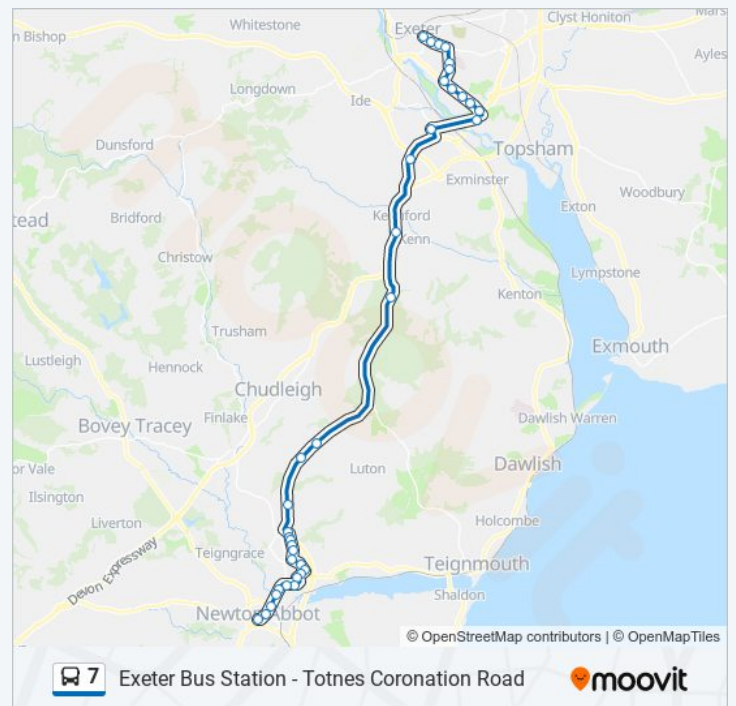 Whitestone
Exeter
Clyst Honiton
n Bishop
Ayles
Longdown
Ide
Dunsford
Topsham
Exminster
Woodbury
tead
Bridford
Exton
Kennford
Kenn
Christow
Lympstone
Kenton
Trusham
Exmouth
Lustleigh
Hennock
Chudleigh
Dawlish Warren
Finlake
Bovey Tracey
or Vale
Luton
Dawlish
Ilsington
Holcombe
Liverton
Teigngrace
Devon Expressway
Teignmouth
Shaldon
Newton Abbot
© OpenStreetMap contributors | © OpenMapTiles
7 Exeter Bus Station - Totnes Coronation Road
moovit